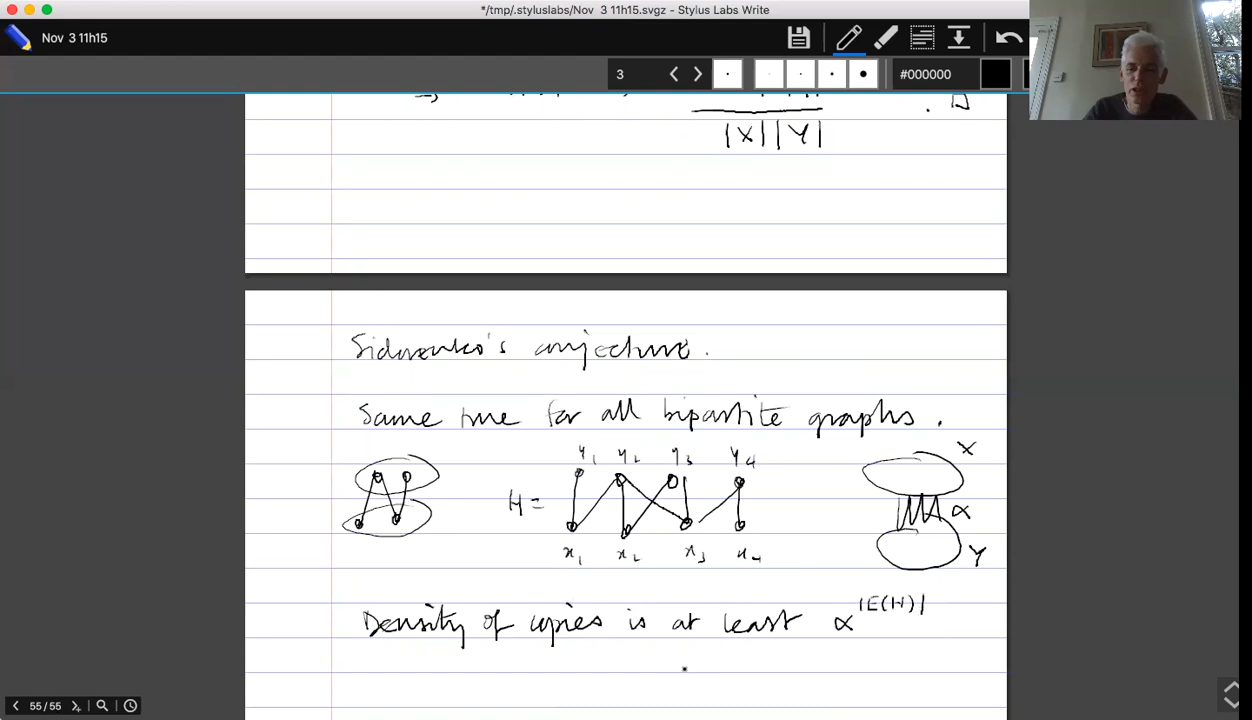 */tmp/.styluslabs/Nov 3 11h15.svgz - Stylus Labs Write
Nov 3 11h15
3
#000000
|X||Y|
Sidorenko's conjecture.
Same true for all bipartite graphs.
y1 y2 y3 y4
X
H =
α
x1 x2 x3 x4
Y
Density of copies is at least α^|E(H)|
55/55